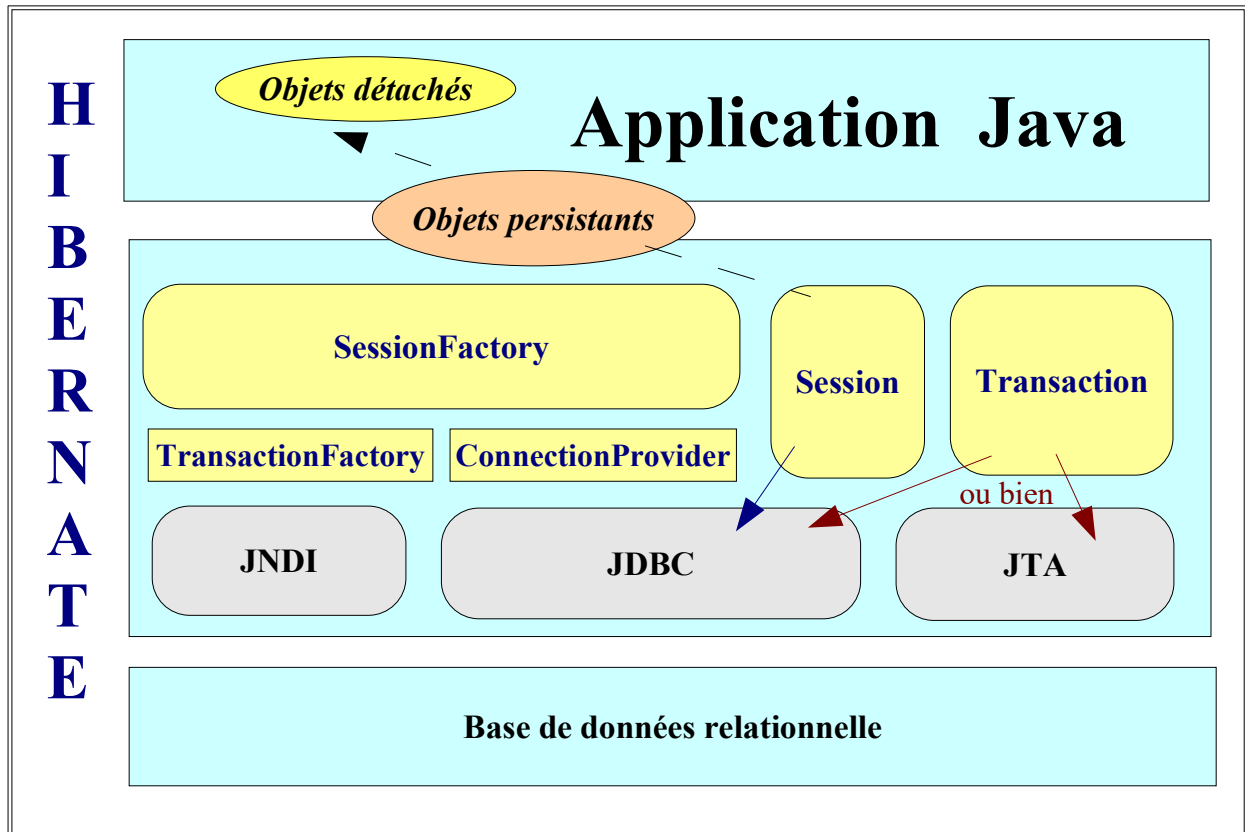 HIBERNATE
Objets détachés
Application Java
Objets persistants
SessionFactory
Session
Transaction
TransactionFactory
ConnectionProvider
ou bien
JNDI
JDBC
JTA
Base de données relationnelle